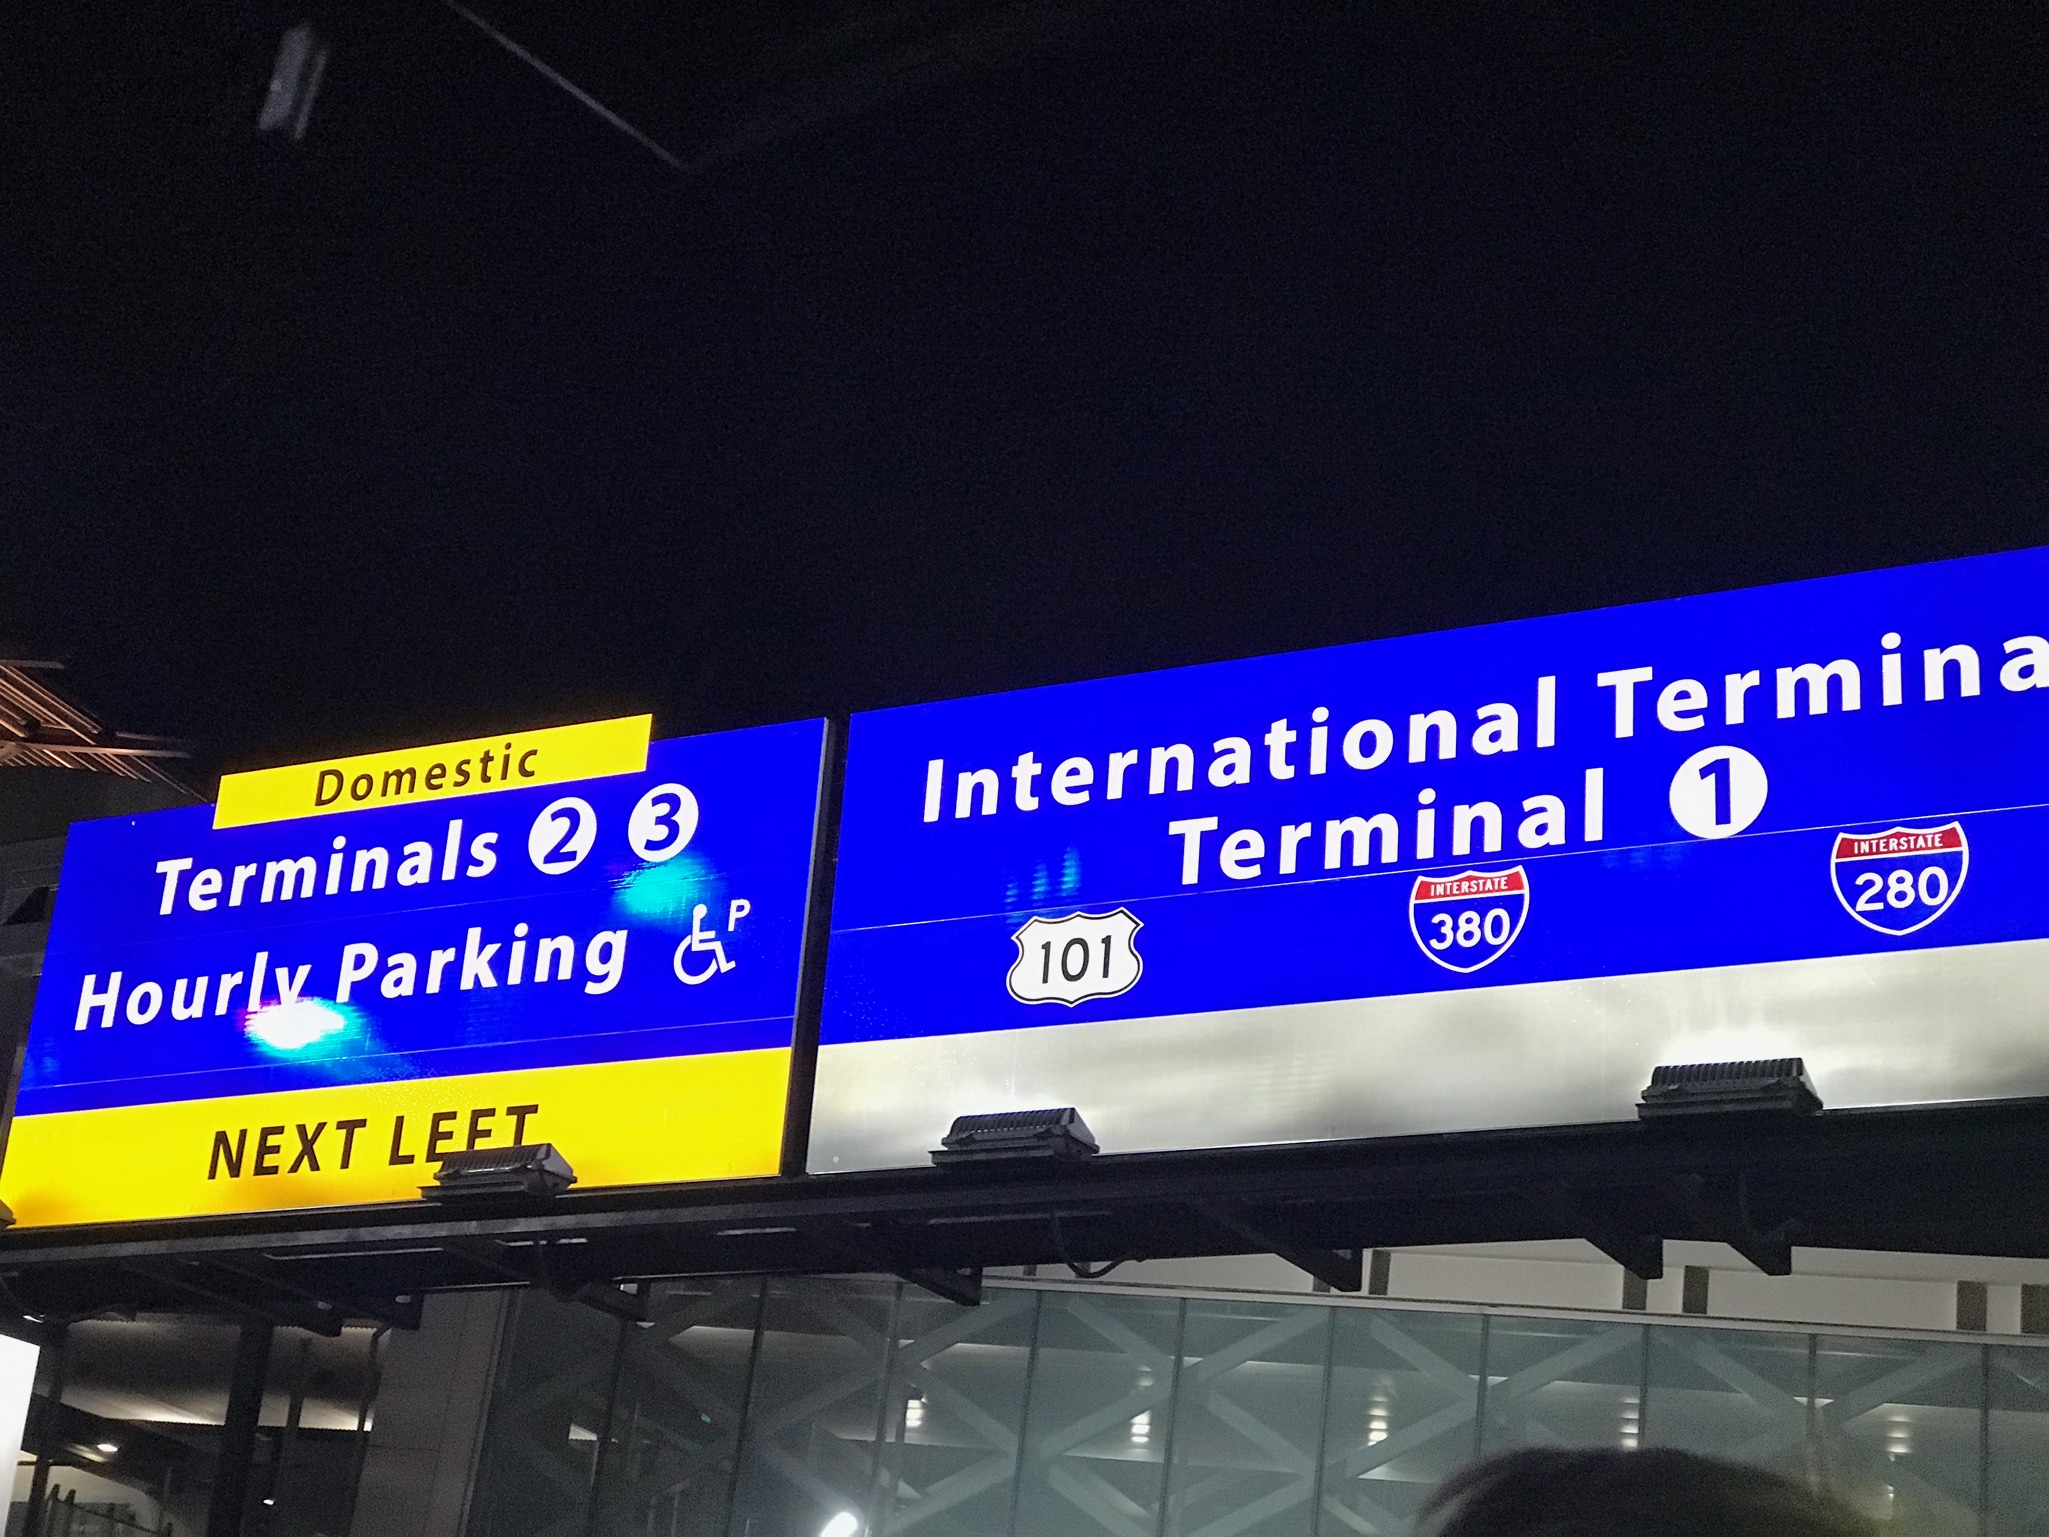 Domestic
Terminals 2 3
Hourly Parking P
NEXT LEFT
International Termina
Terminal 1
101
INTERSTATE
380
INTERSTATE
280